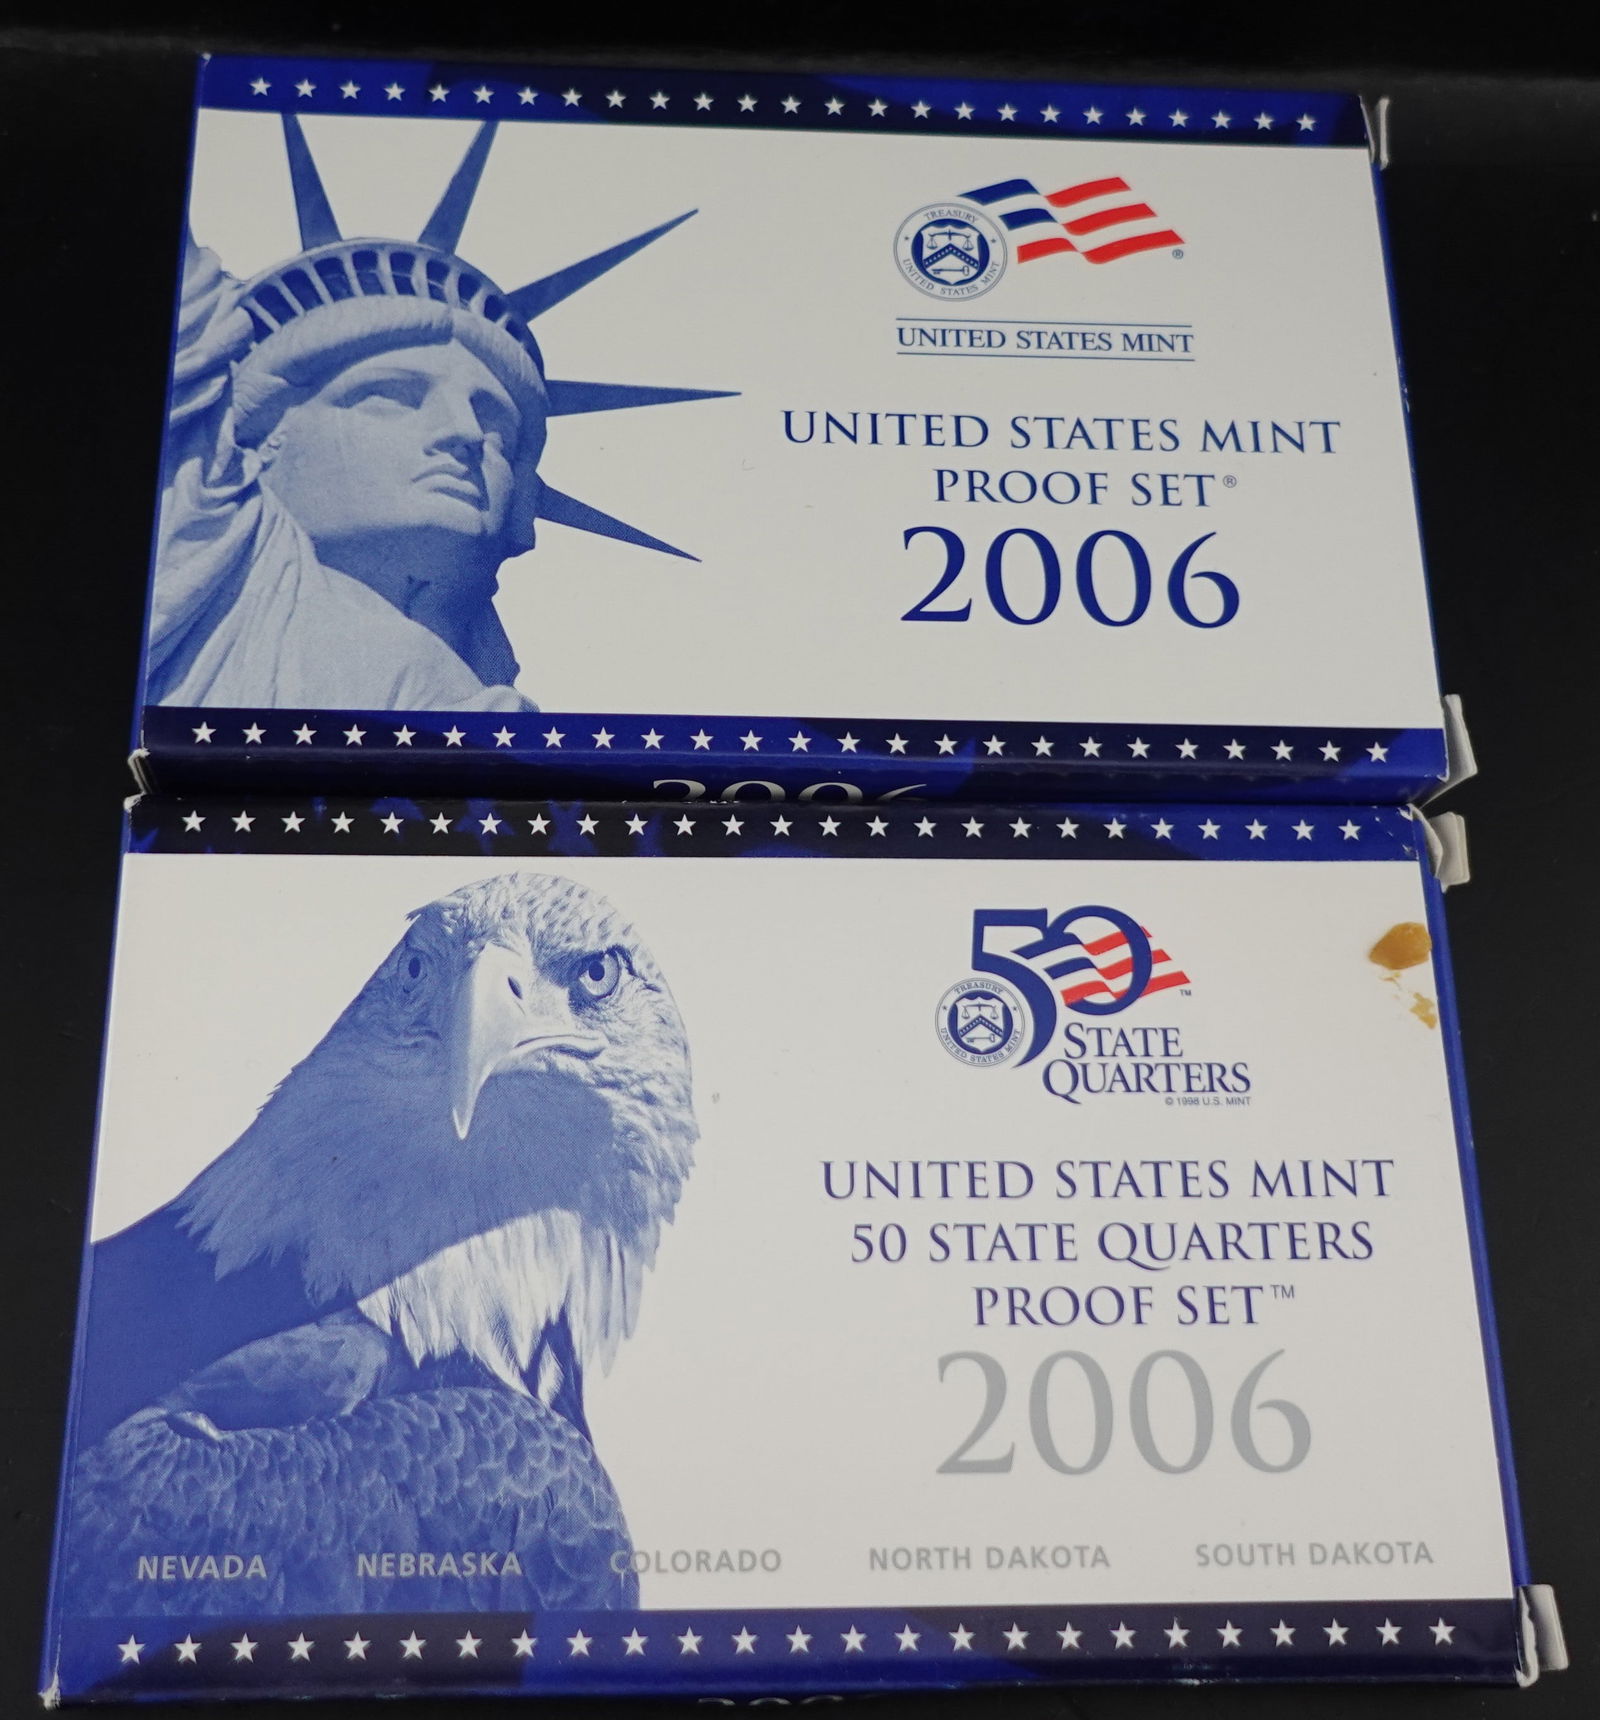 TREASURY
UNITED STATES MINT
®
UNITED STATES MINT
UNITED STATES MINT
PROOF SET®
2006
2006
50
TM
TREASURY
UNITED STATES MINT
STATE
QUARTERS
© 1998 U.S. MINT
UNITED STATES MINT
50 STATE QUARTERS
PROOF SET™
2006
NEVADA NEBRASKA COLORADO NORTH DAKOTA SOUTH DAKOTA